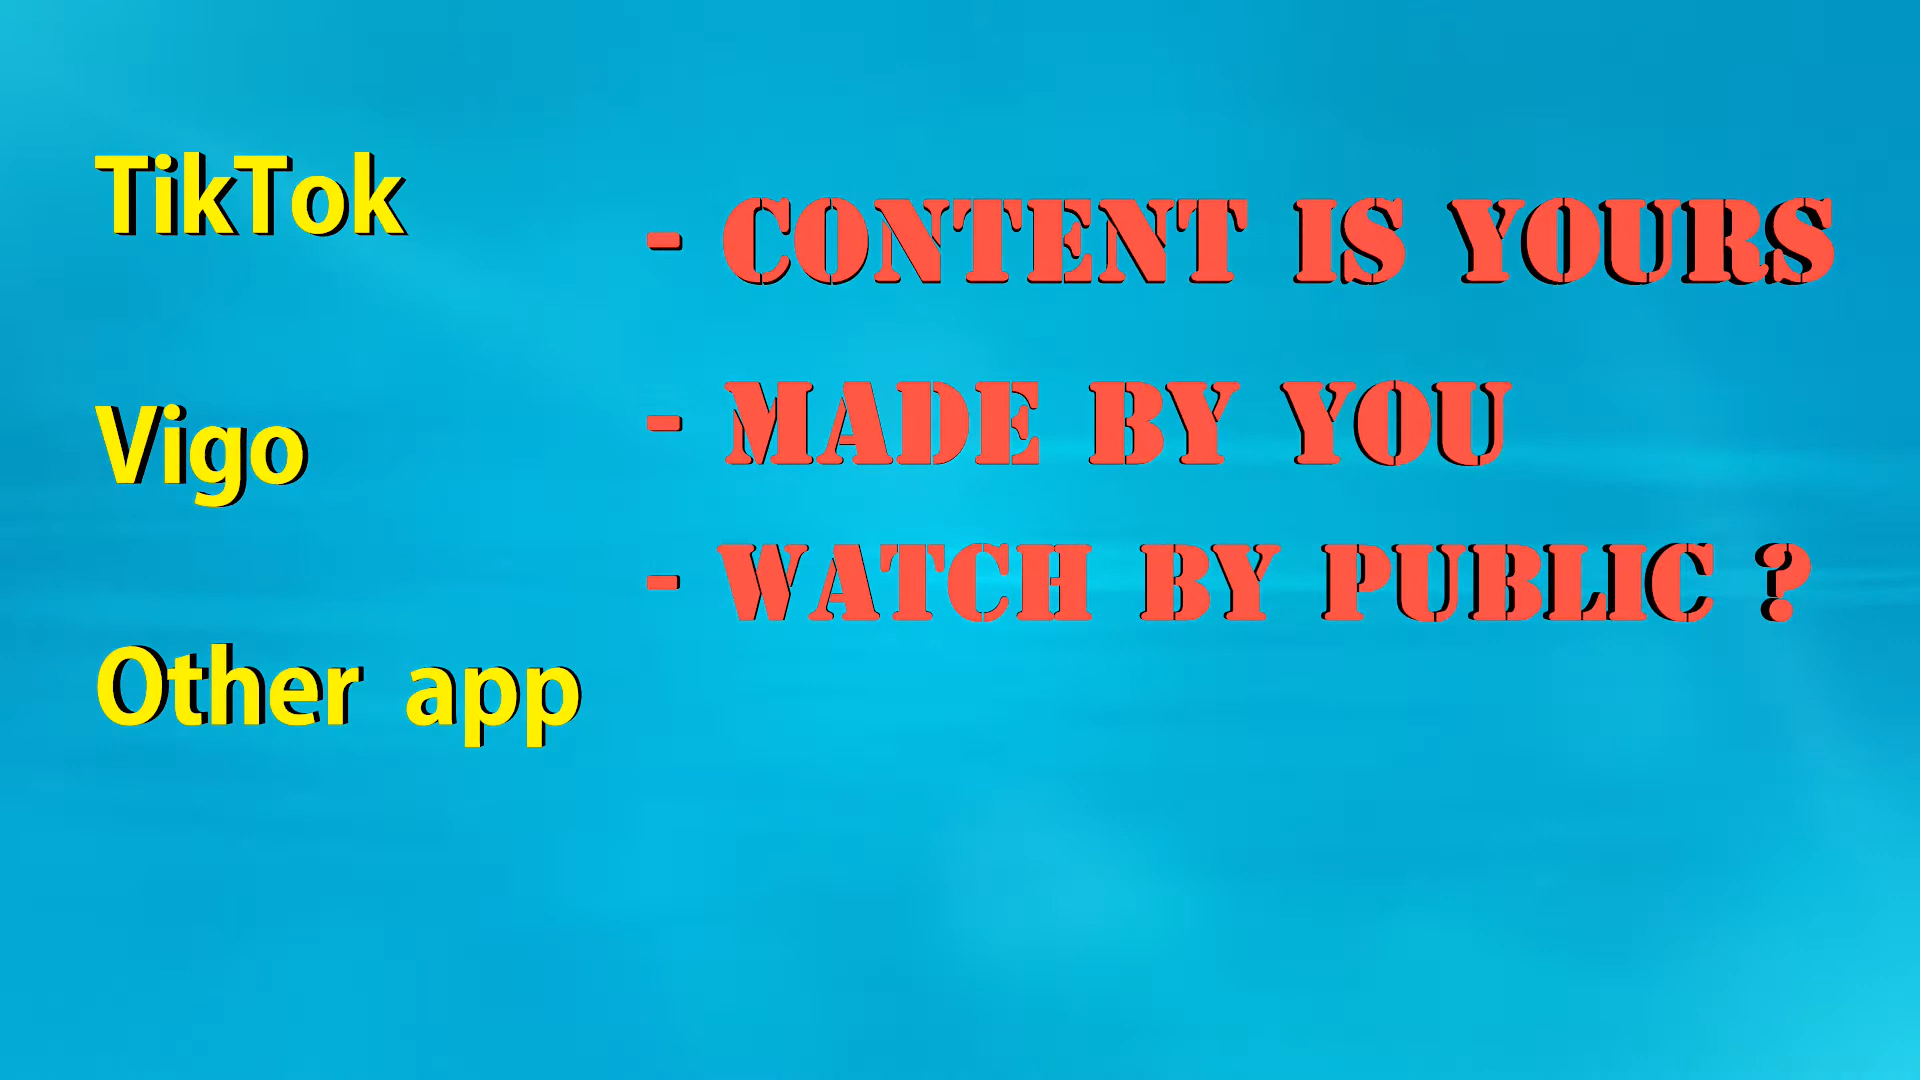 TikTok
Vigo
Other app
- CONTENT IS YOURS
- MADE BY YOU
- WATCH BY PUBLIC ?